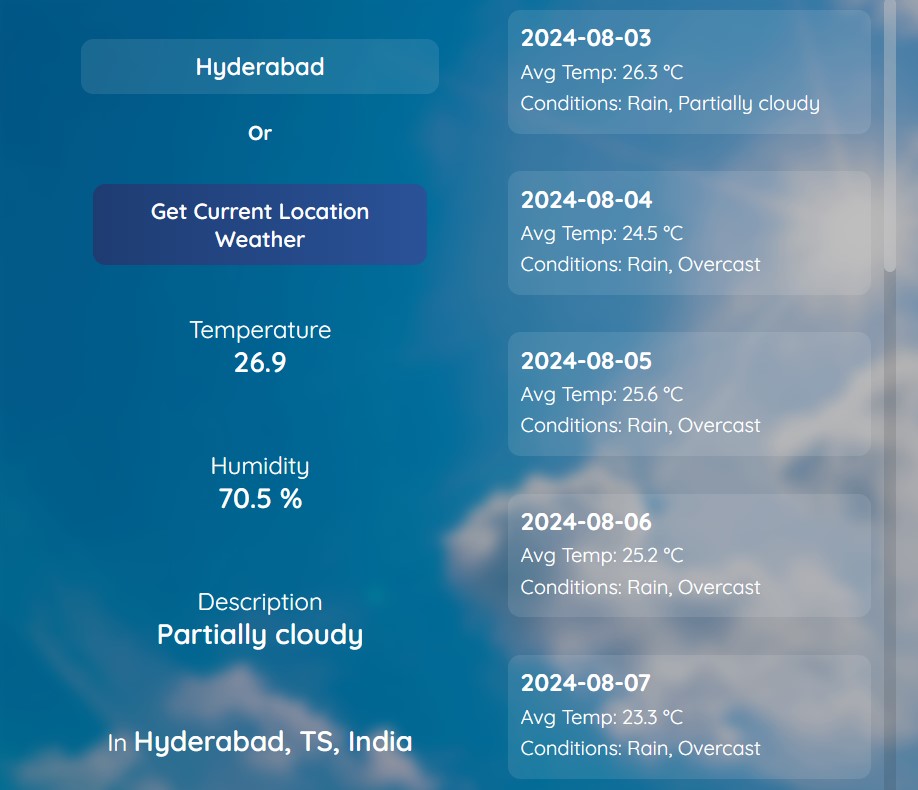 Hyderabad
Or
Get Current Location
Weather
Temperature
26.9
Humidity
70.5 %
Description
Partially cloudy
In Hyderabad, TS, India
2024-08-03
Avg Temp: 26.3 °C
Conditions: Rain, Partially cloudy
2024-08-04
Avg Temp: 24.5 °C
Conditions: Rain, Overcast
2024-08-05
Avg Temp: 25.6 °C
Conditions: Rain, Overcast
2024-08-06
Avg Temp: 25.2 °C
Conditions: Rain, Overcast
2024-08-07
Avg Temp: 23.3 °C
Conditions: Rain, Overcast